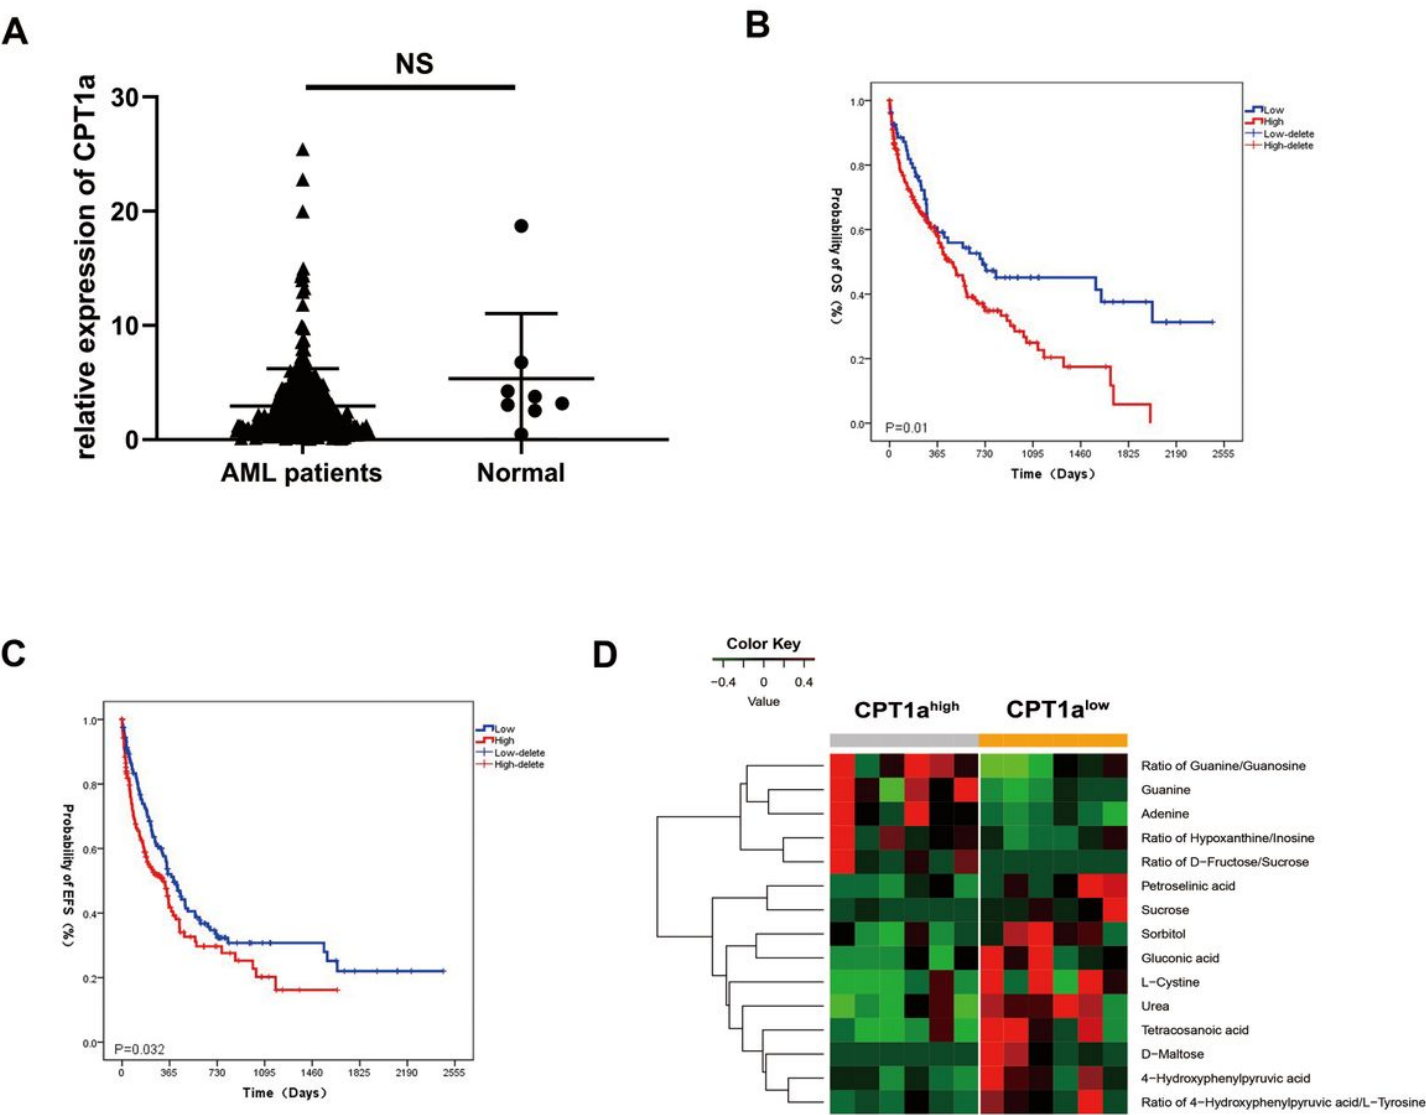 A
NS
relative expression of CPT1a
30
20
10
0
AML patients
Normal
B
Probability of OS (%)
1.0
0.8
0.6
0.4
0.2
0.0
P=0.01
0 365 730 1095 1460 1825 2190 2555
Time (Days)
Low
High
Low-delete
High-delete
C
Probability of EFS (%)
1.0
0.8
0.6
0.4
0.2
0.0
P=0.032
0 365 730 1095 1460 1825 2190 2555
Time (Days)
Low
High
Low-delete
High-delete
D
Color Key
−0.4 0 0.4
Value
CPT1ahigh CPT1alow
Ratio of Guanine/Guanosine
Guanine
Adenine
Ratio of Hypoxanthine/Inosine
Ratio of D−Fructose/Sucrose
Petroselinic acid
Sucrose
Sorbitol
Gluconic acid
L−Cystine
Urea
Tetracosanoic acid
D−Maltose
4−Hydroxyphenylpyruvic acid
Ratio of 4−Hydroxyphenylpyruvic acid/L−Tyrosine